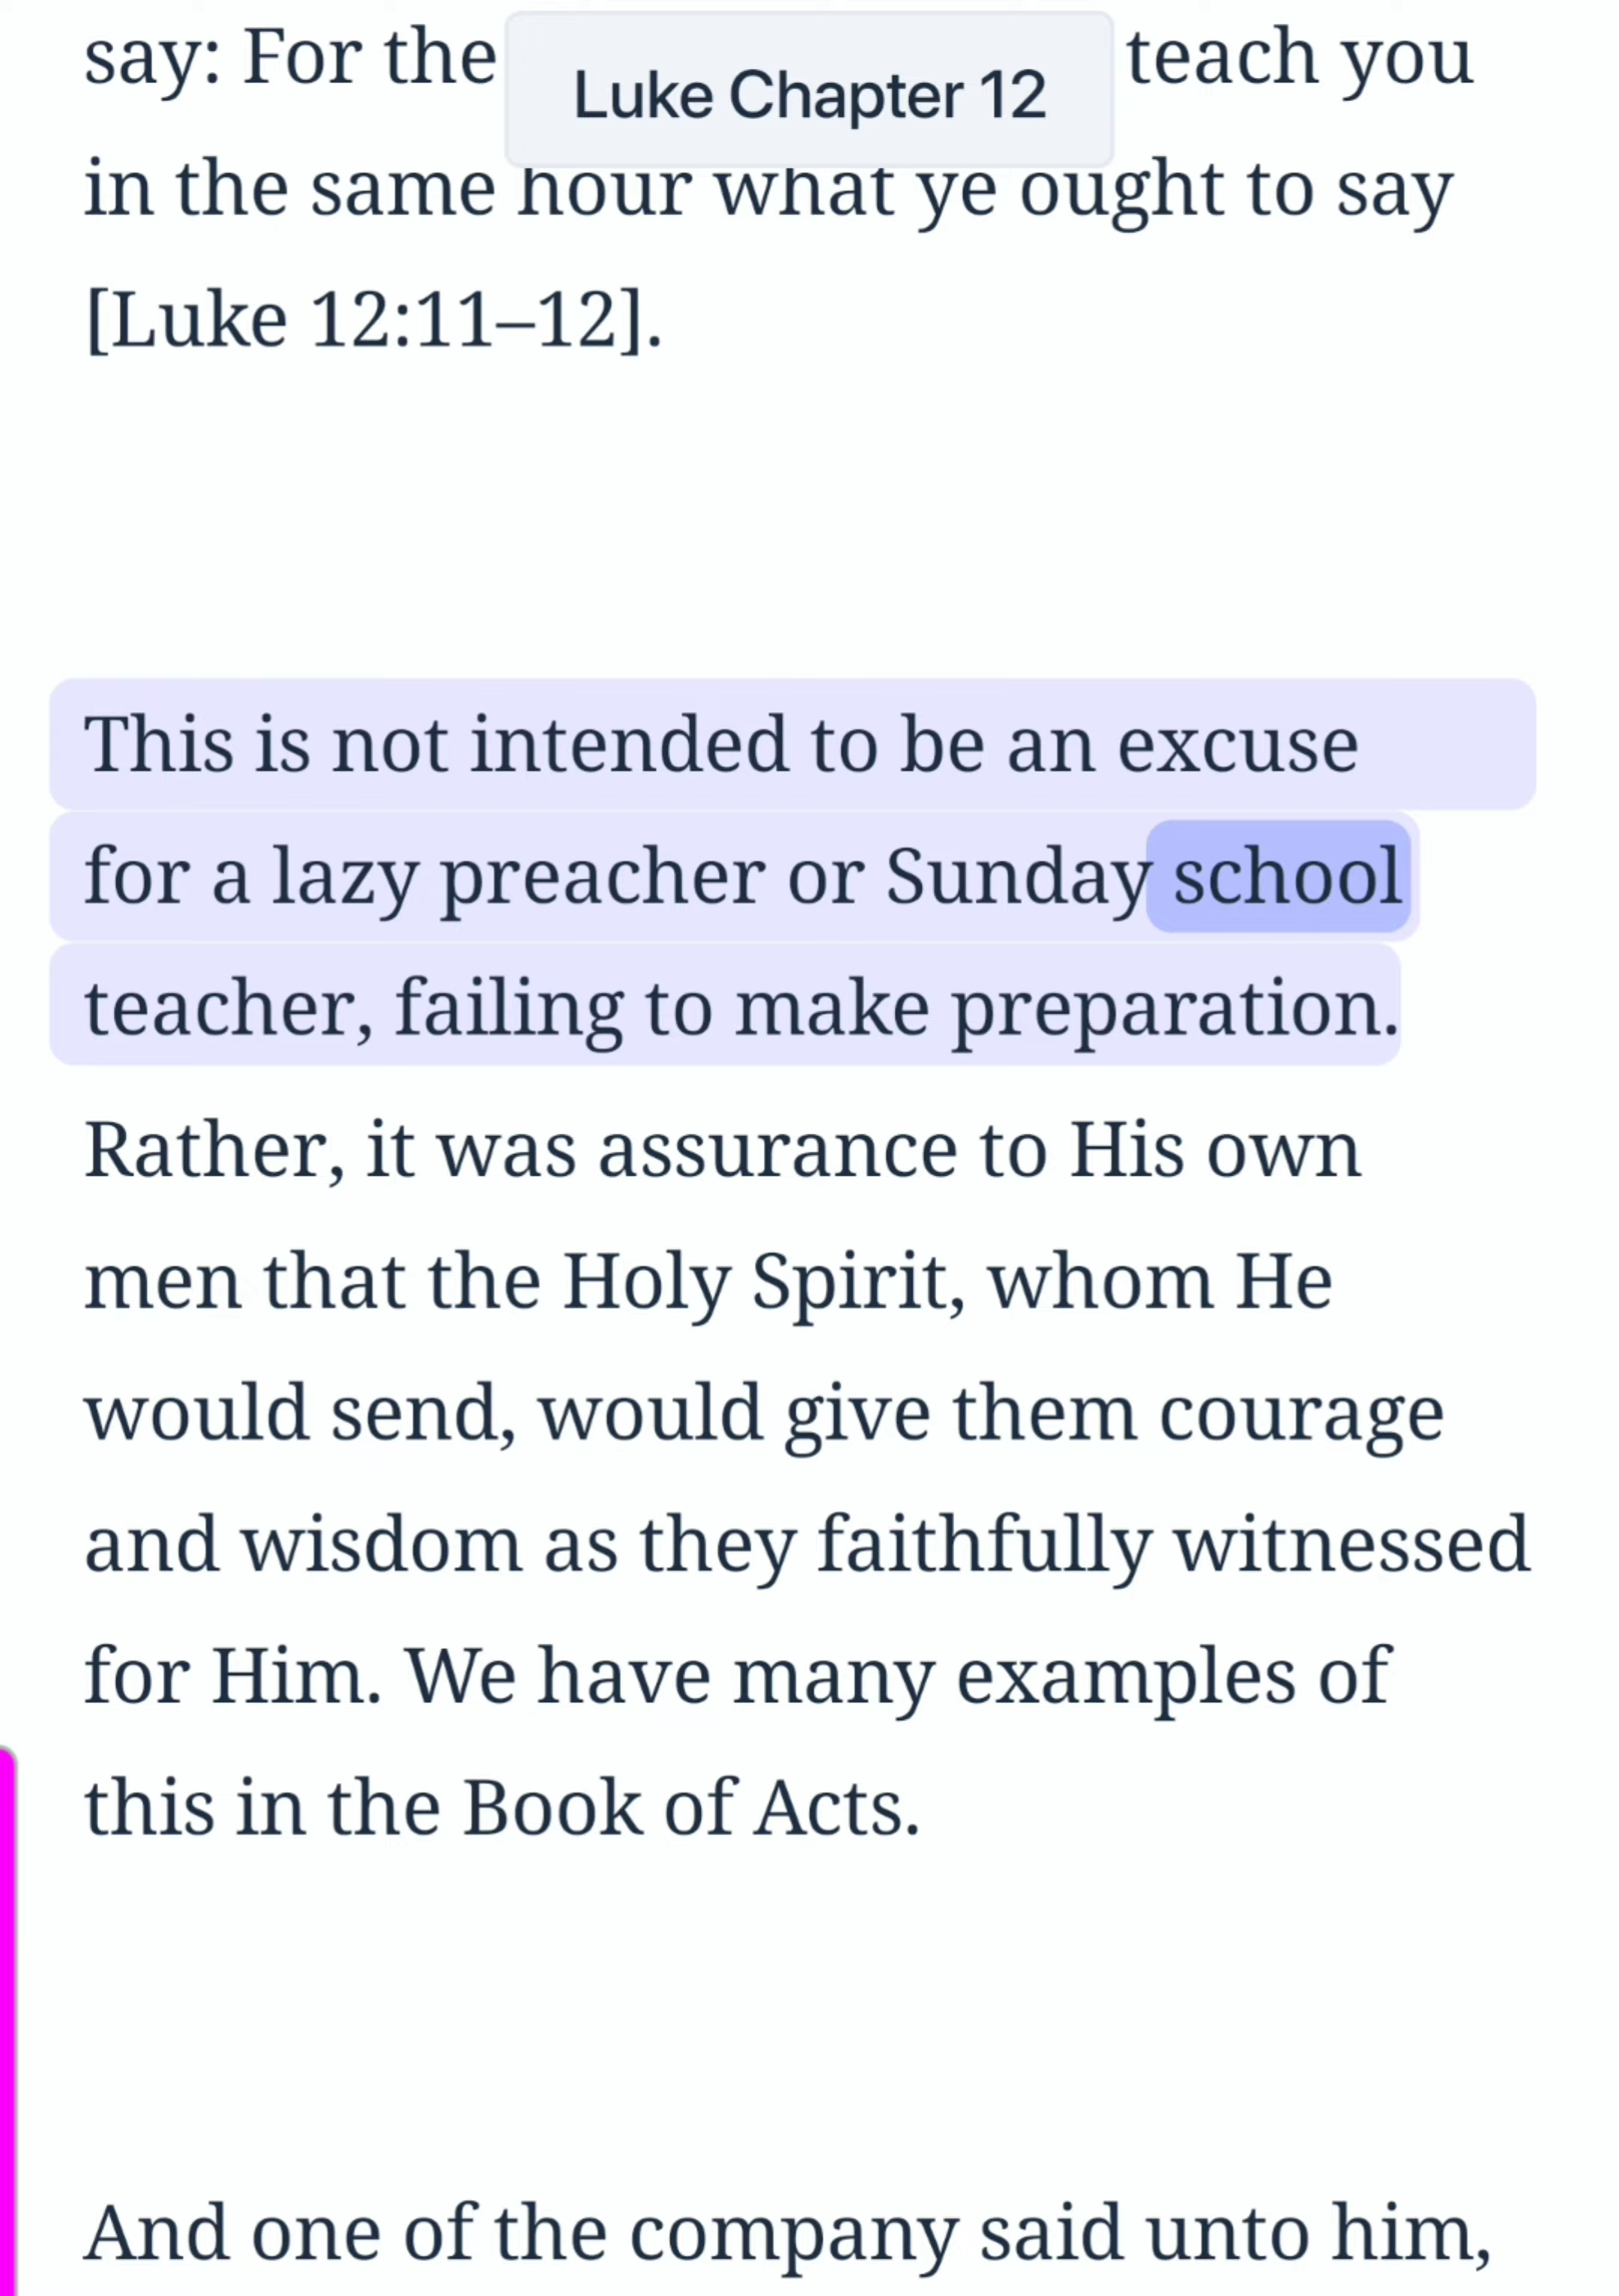 Luke Chapter 12
say: For the teach you
in the same hour what ye ought to say
[Luke 12:11–12].
This is not intended to be an excuse
for a lazy preacher or Sunday school
teacher, failing to make preparation.
Rather, it was assurance to His own
men that the Holy Spirit, whom He
would send, would give them courage
and wisdom as they faithfully witnessed
for Him. We have many examples of
this in the Book of Acts.
And one of the company said unto him,